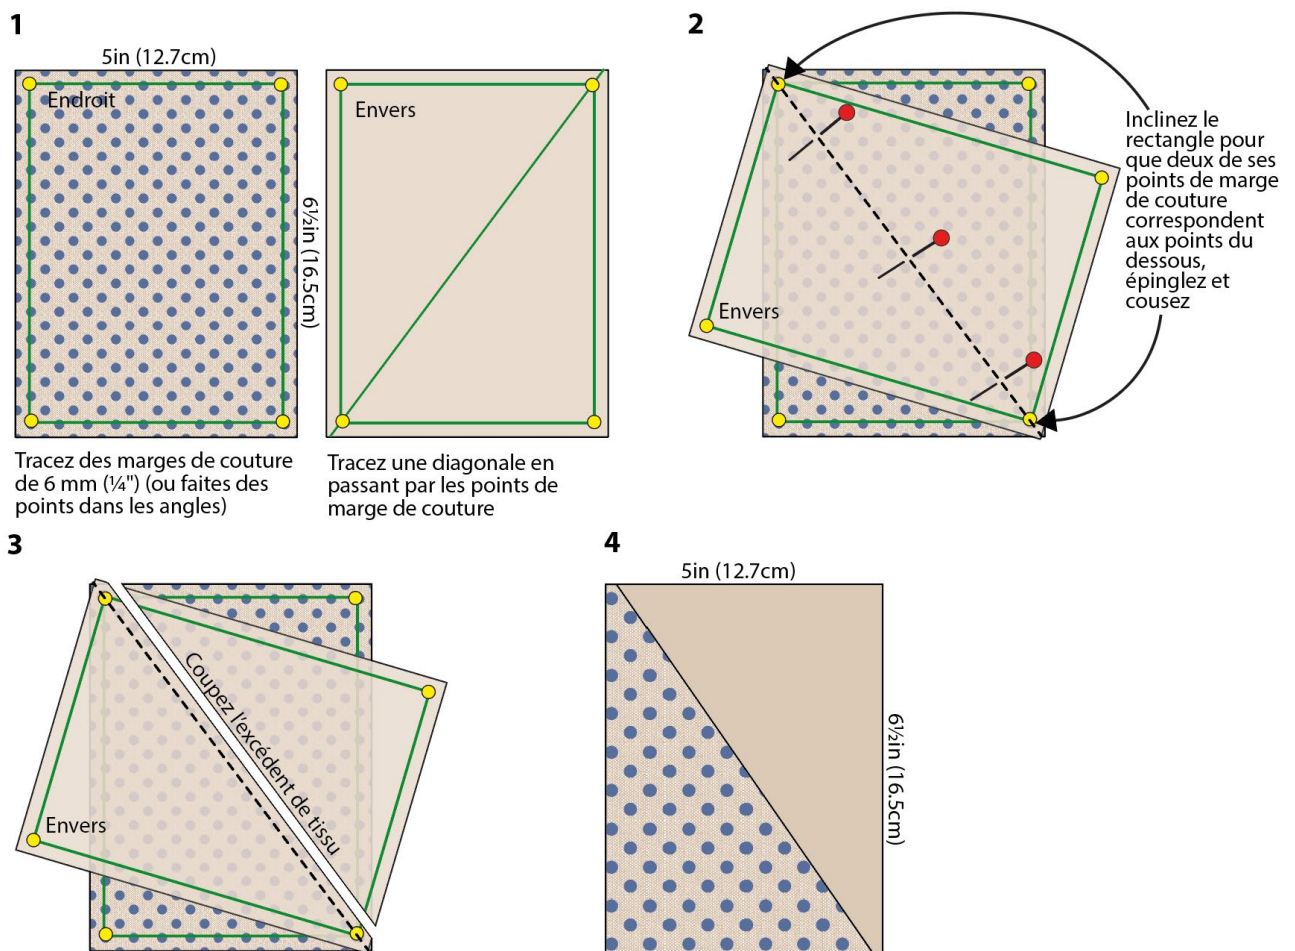 1
5in (12.7cm)
Endroit
6½in (16.5cm)
Envers
Tracez des marges de couture
de 6 mm (¼") (ou faites des
points dans les angles)
Tracez une diagonale en
passant par les points de
marge de couture
2
Envers
Inclinez le
rectangle pour
que deux de ses
points de marge
de couture
correspondent
aux points du
dessous,
épinglez et
cousez
3
Coupez l'excédent de tissu
Envers
4
5in (12.7cm)
6½in (16.5cm)